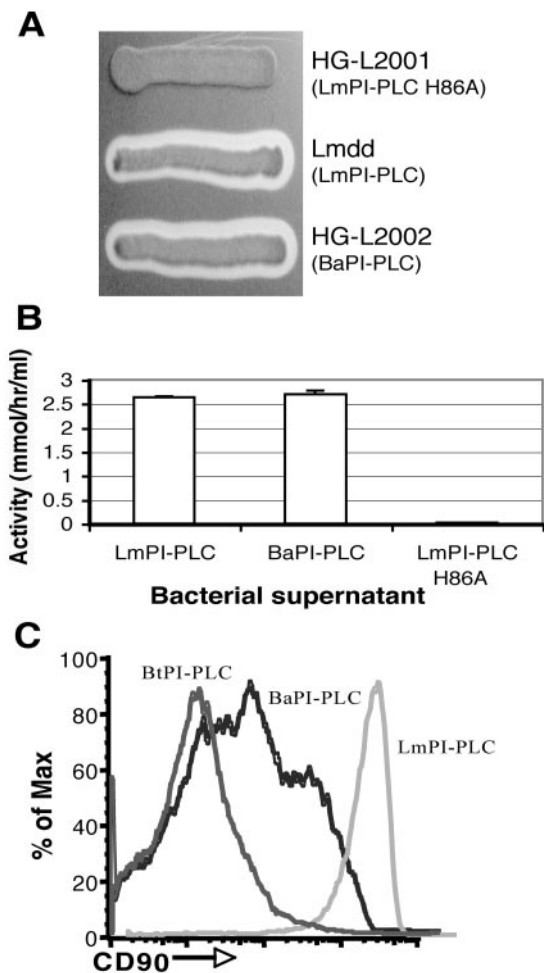 A
HG-L2001
(LmPI-PLC H86A)
Lmdd
(LmPI-PLC)
HG-L2002
(BaPI-PLC)
B
Activity (mmol/hr/ml)
3
2.5
2
1.5
1
0.5
0
LmPI-PLC
BaPI-PLC
LmPI-PLC
H86A
Bacterial supernatant
C
% of Max
100
80
60
40
20
0
BtPI-PLC
BaPI-PLC
LmPI-PLC
CD90